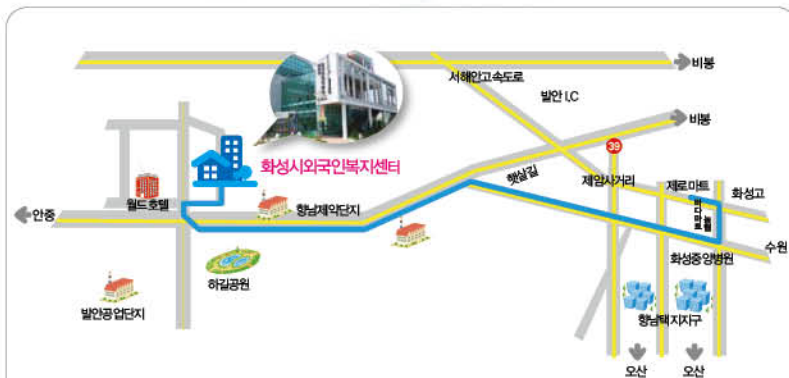 비봉
서해안고속도로
발안 I.C
비봉
39
화성시외국인복지센터
햇살길
제암사거리
제로마트
화성고
월드호텔
향남제약단지
안중
수원
화성중앙병원
하길공원
발안공업단지
향남택지지구
오산
오산